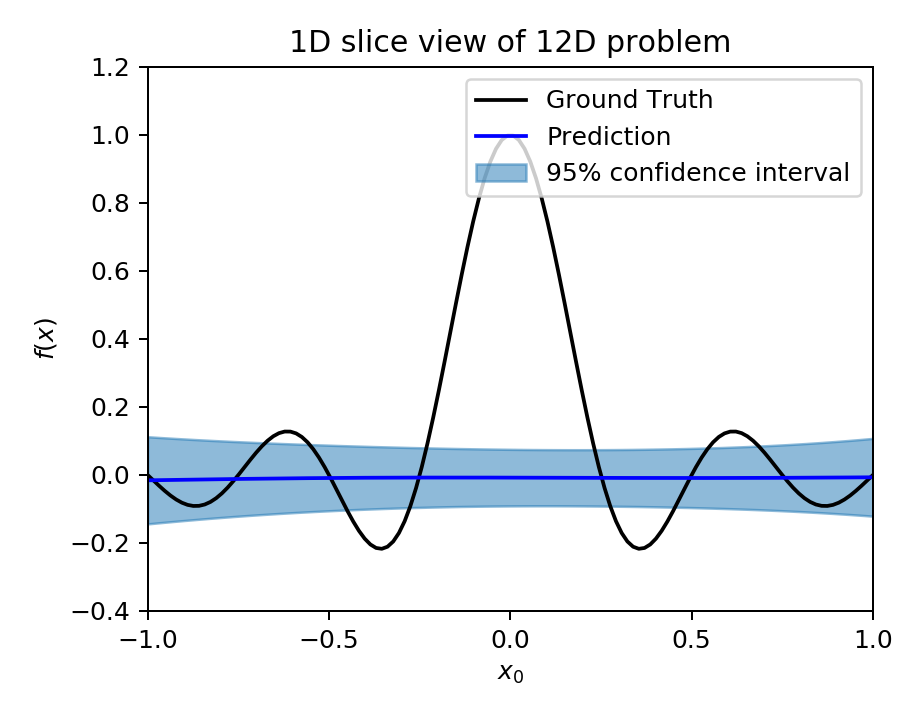 1D slice view of 12D problem
Ground Truth
Prediction
95% confidence interval
f(x)
1.2
1.0
0.8
0.6
0.4
0.2
0.0
−0.2
−0.4
−1.0 −0.5 0.0 0.5 1.0
x₀